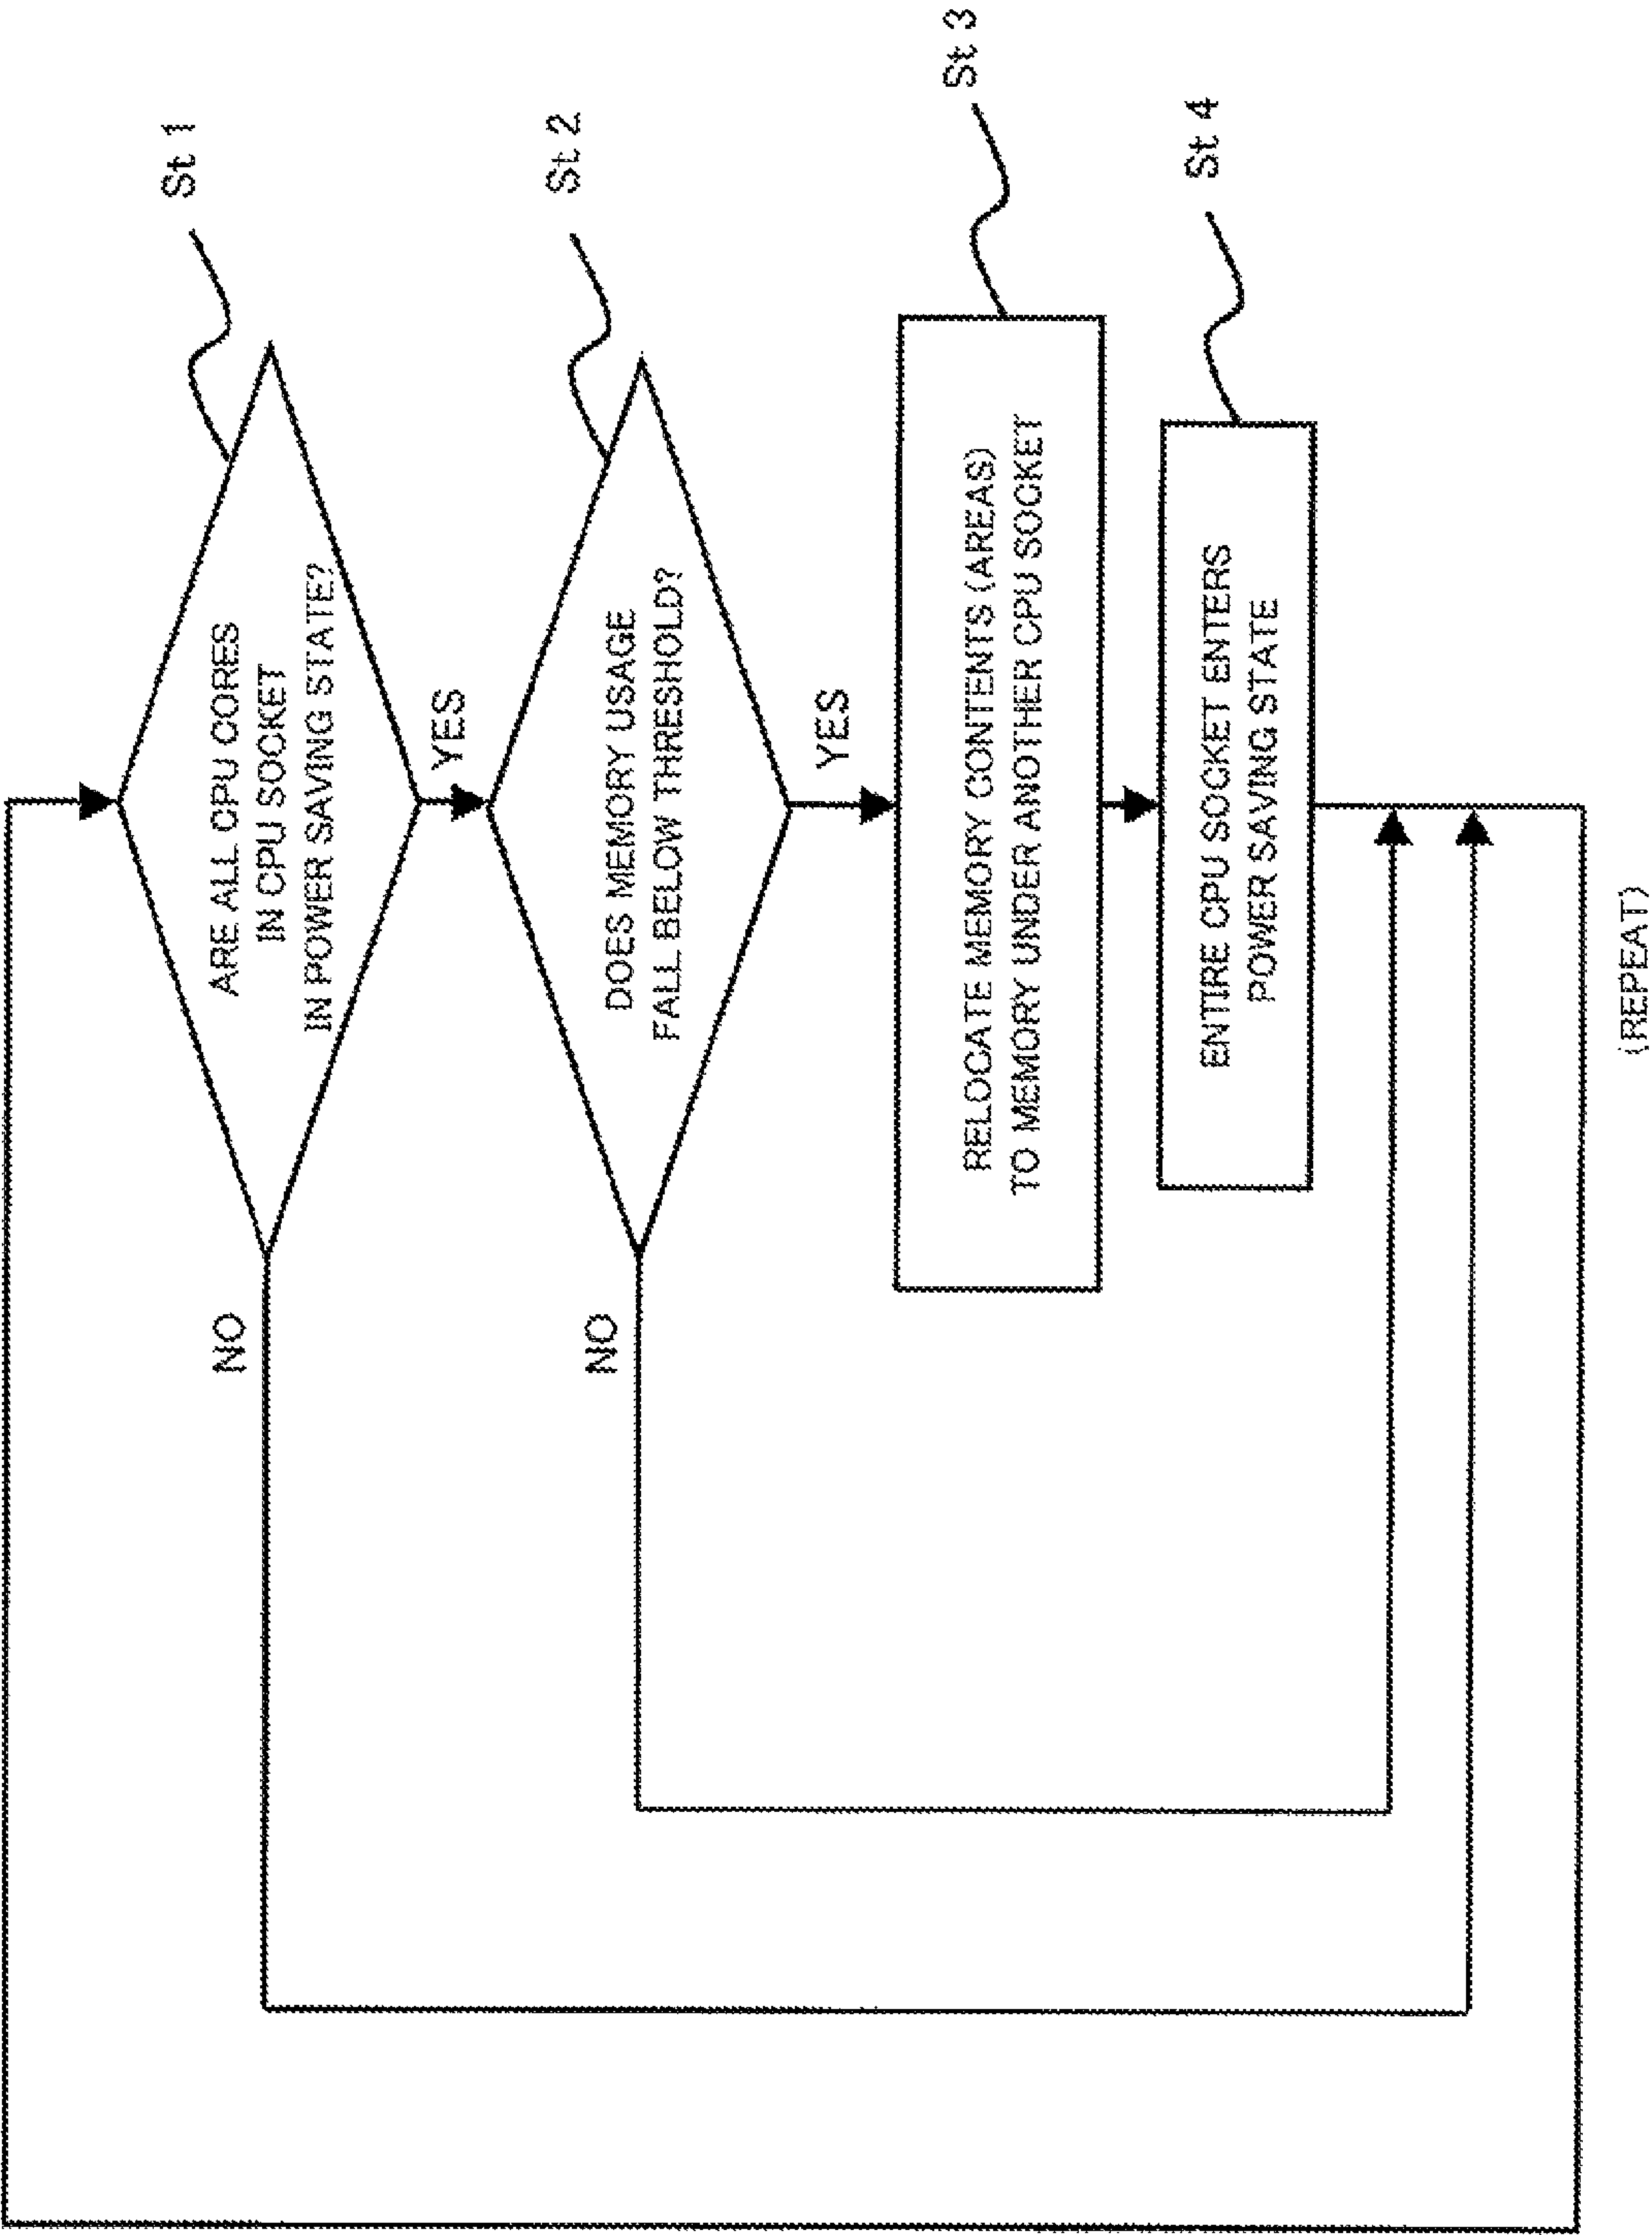 St 1
ARE ALL CPU CORES
IN CPU SOCKET
IN POWER SAVING STATE?
NO
YES
St 2
DOES MEMORY USAGE
FALL BELOW THRESHOLD?
NO
YES
St 3
RELOCATE MEMORY CONTENTS (AREAS)
TO MEMORY UNDER ANOTHER CPU SOCKET
St 4
ENTIRE CPU SOCKET ENTERS
POWER SAVING STATE
(REPEAT)